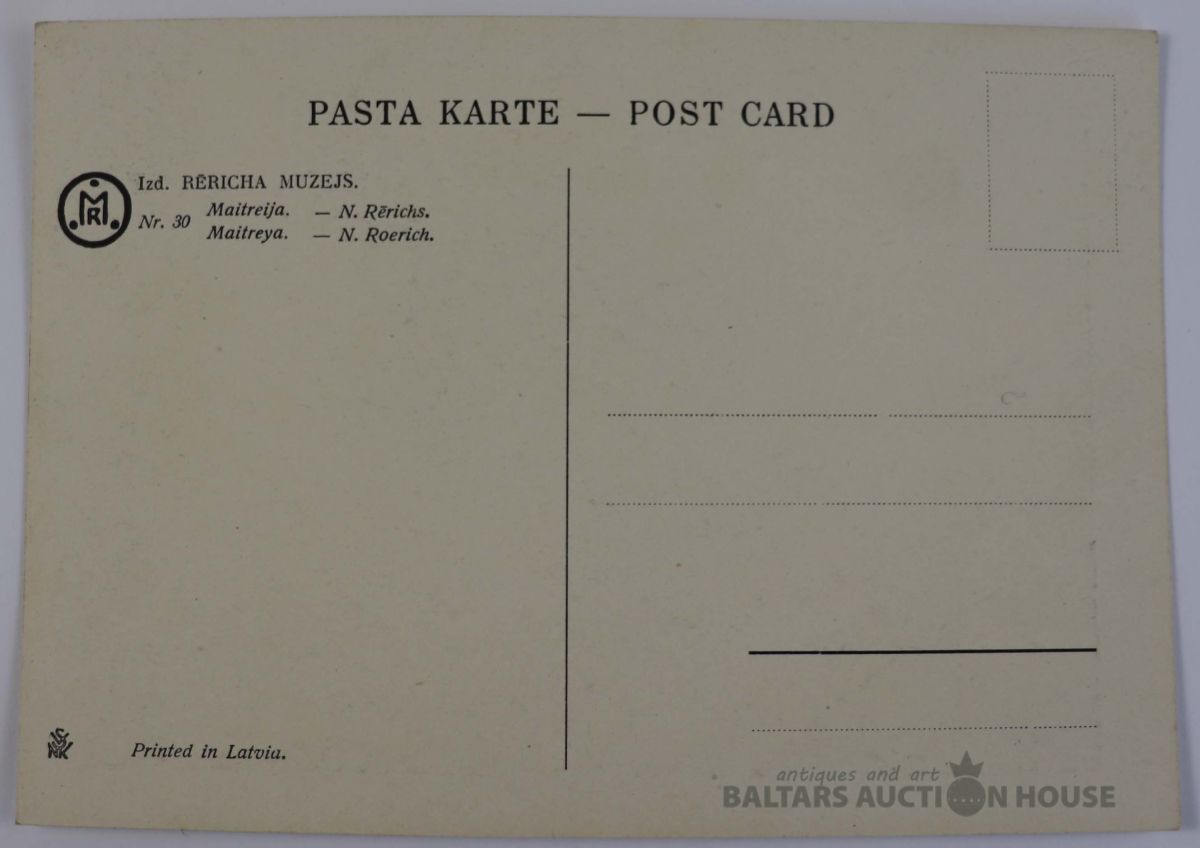 PASTA KARTE — POST CARD
Izd. RĒRICHA MUZEJS.
Nr. 30 Maitreija. — N. Rērichs.
Maitreya. — N. Roerich.
Printed in Latvia.
antiques and art
BALTARS AUCTION HOUSE